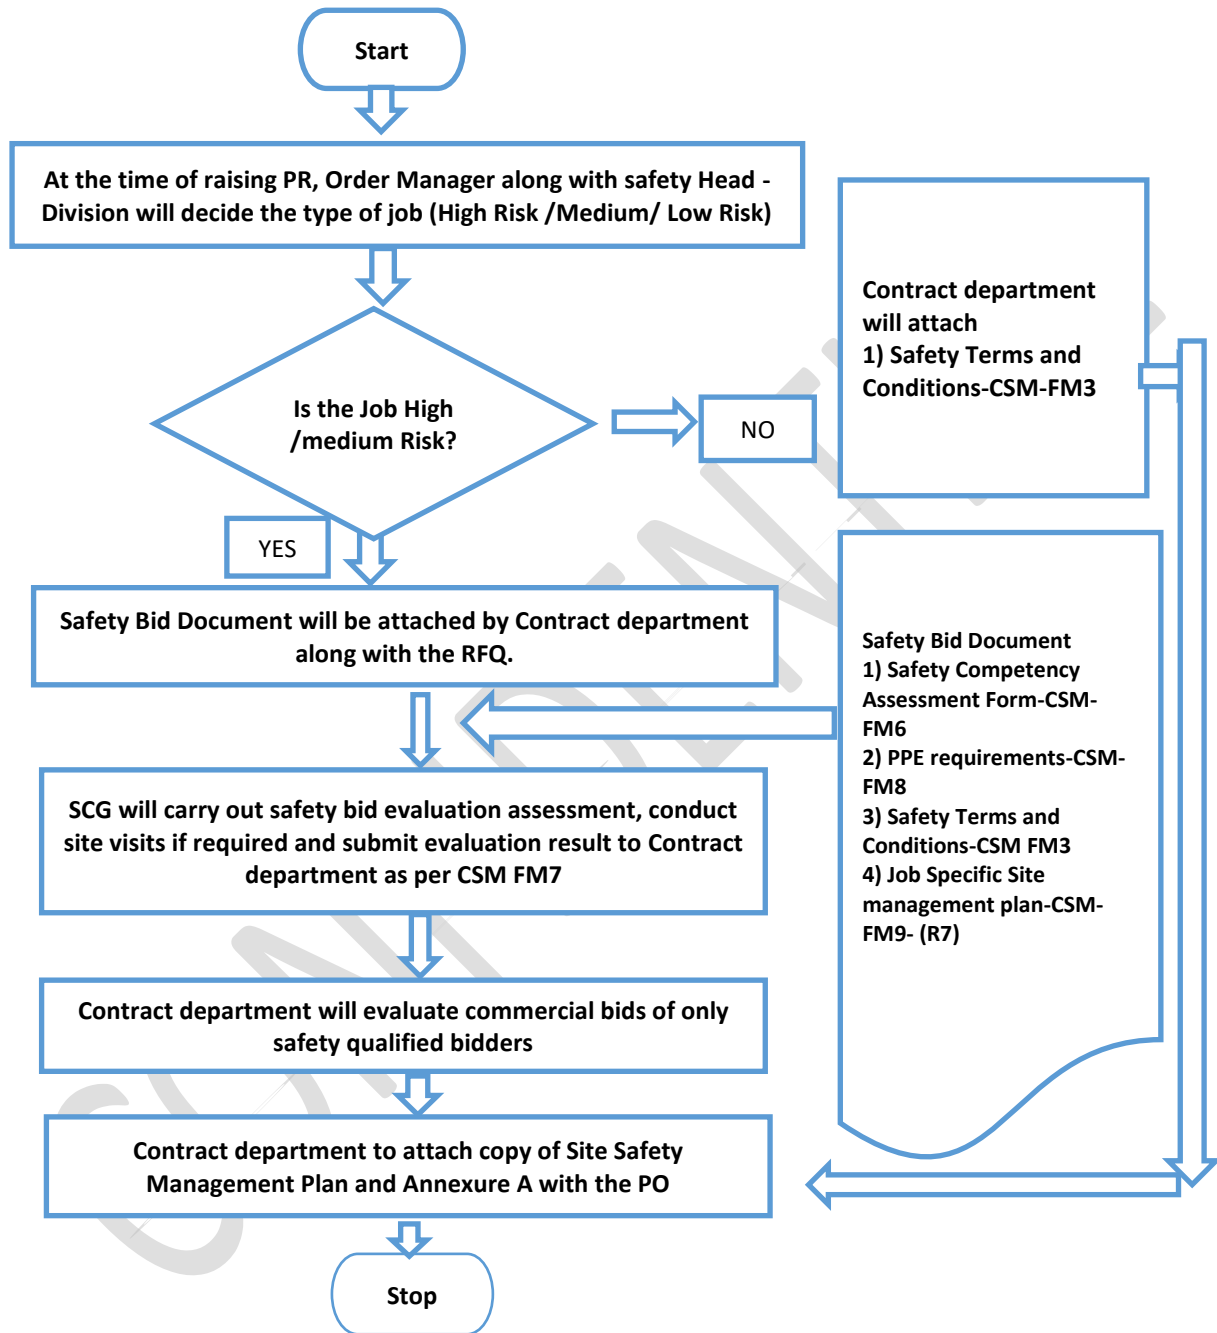 Start
At the time of raising PR, Order Manager along with safety Head -
Division will decide the type of job (High Risk /Medium/ Low Risk)
Is the Job High
/medium Risk?
NO
YES
Contract department
will attach
1) Safety Terms and
Conditions-CSM-FM3
Safety Bid Document will be attached by Contract department
along with the RFQ.
Safety Bid Document
1) Safety Competency
Assessment Form-CSM-
FM6
2) PPE requirements-CSM-
FM8
3) Safety Terms and
Conditions-CSM FM3
4) Job Specific Site
management plan-CSM-
FM9- (R7)
SCG will carry out safety bid evaluation assessment, conduct
site visits if required and submit evaluation result to Contract
department as per CSM FM7
Contract department will evaluate commercial bids of only
safety qualified bidders
Contract department to attach copy of Site Safety
Management Plan and Annexure A with the PO
Stop